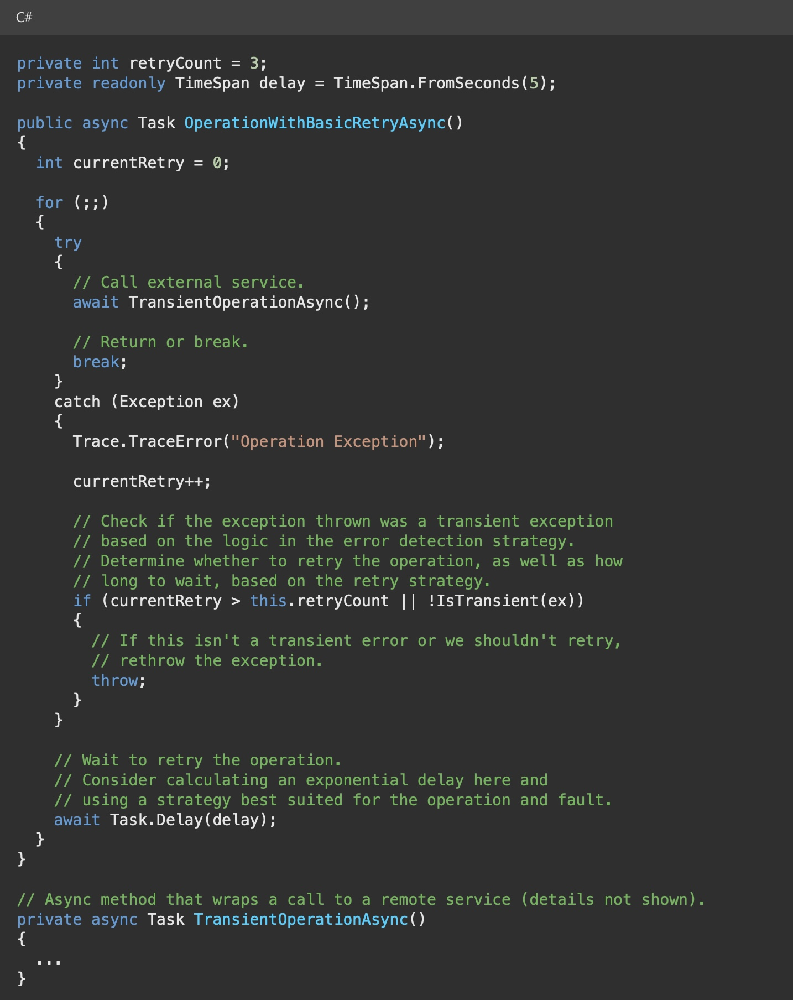 C#
private int retryCount = 3;
private readonly TimeSpan delay = TimeSpan.FromSeconds(5);

public async Task OperationWithBasicRetryAsync()
{
  int currentRetry = 0;

  for (;;)
  {
    try
    {
      // Call external service.
      await TransientOperationAsync();

      // Return or break.
      break;
    }
    catch (Exception ex)
    {
      Trace.TraceError("Operation Exception");

      currentRetry++;

      // Check if the exception thrown was a transient exception
      // based on the logic in the error detection strategy.
      // Determine whether to retry the operation, as well as how
      // long to wait, based on the retry strategy.
      if (currentRetry > this.retryCount || !IsTransient(ex))
      {
        // If this isn't a transient error or we shouldn't retry,
        // rethrow the exception.
        throw;
      }
    }

    // Wait to retry the operation.
    // Consider calculating an exponential delay here and
    // using a strategy best suited for the operation and fault.
    await Task.Delay(delay);
  }
}

// Async method that wraps a call to a remote service (details not shown).
private async Task TransientOperationAsync()
{
  ...
}